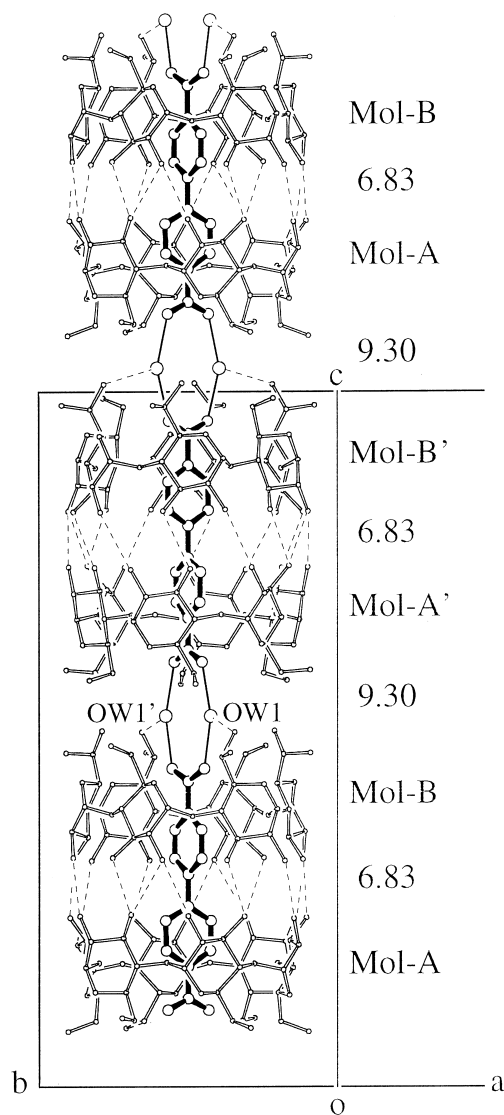 Mol-B
6.83
Mol-A
9.30
c
Mol-B’
6.83
Mol-A’
9.30
OW1’ OW1
Mol-B
6.83
Mol-A
b a
o